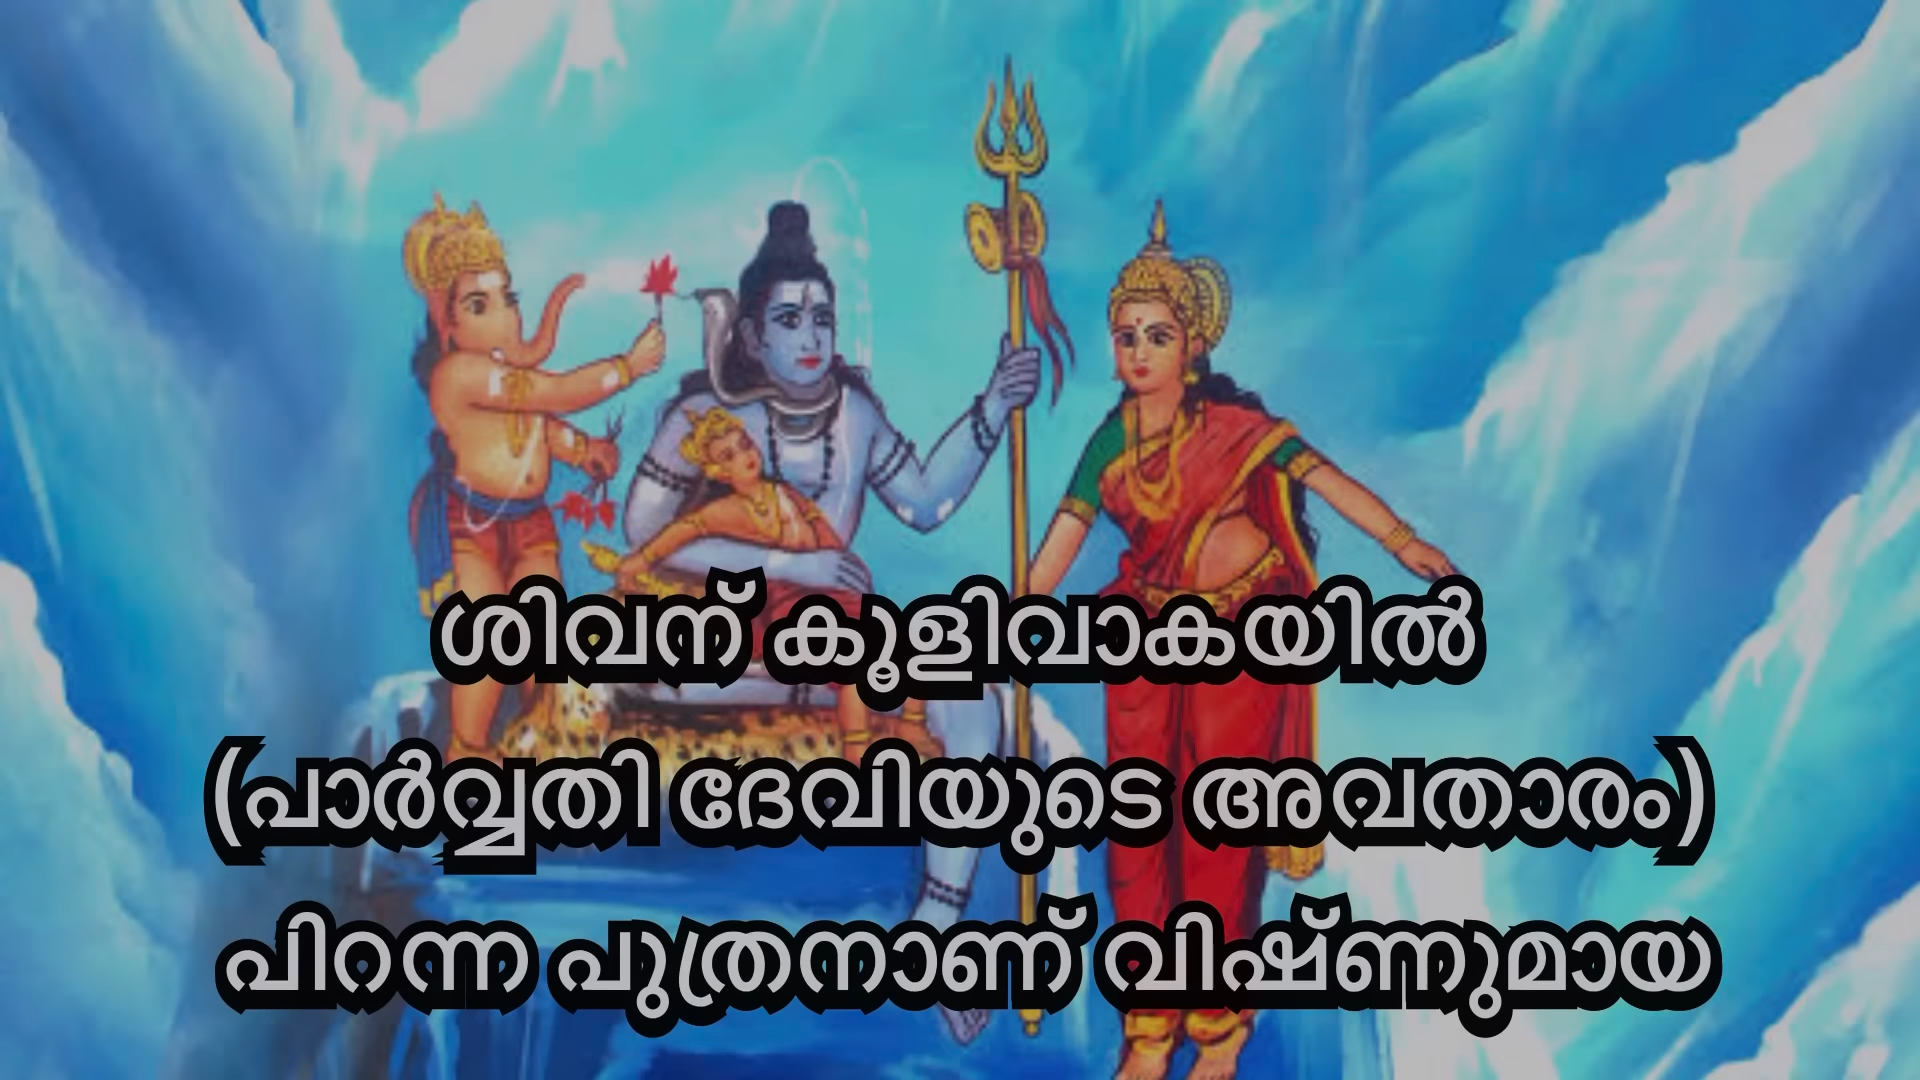 ശിവന് കൂളിവാകയിൽ
(പാർവ്വതി ദേവിയുടെ അവതാരം)
പിറന്ന പുത്രനാണ് വിഷ്ണുമായ